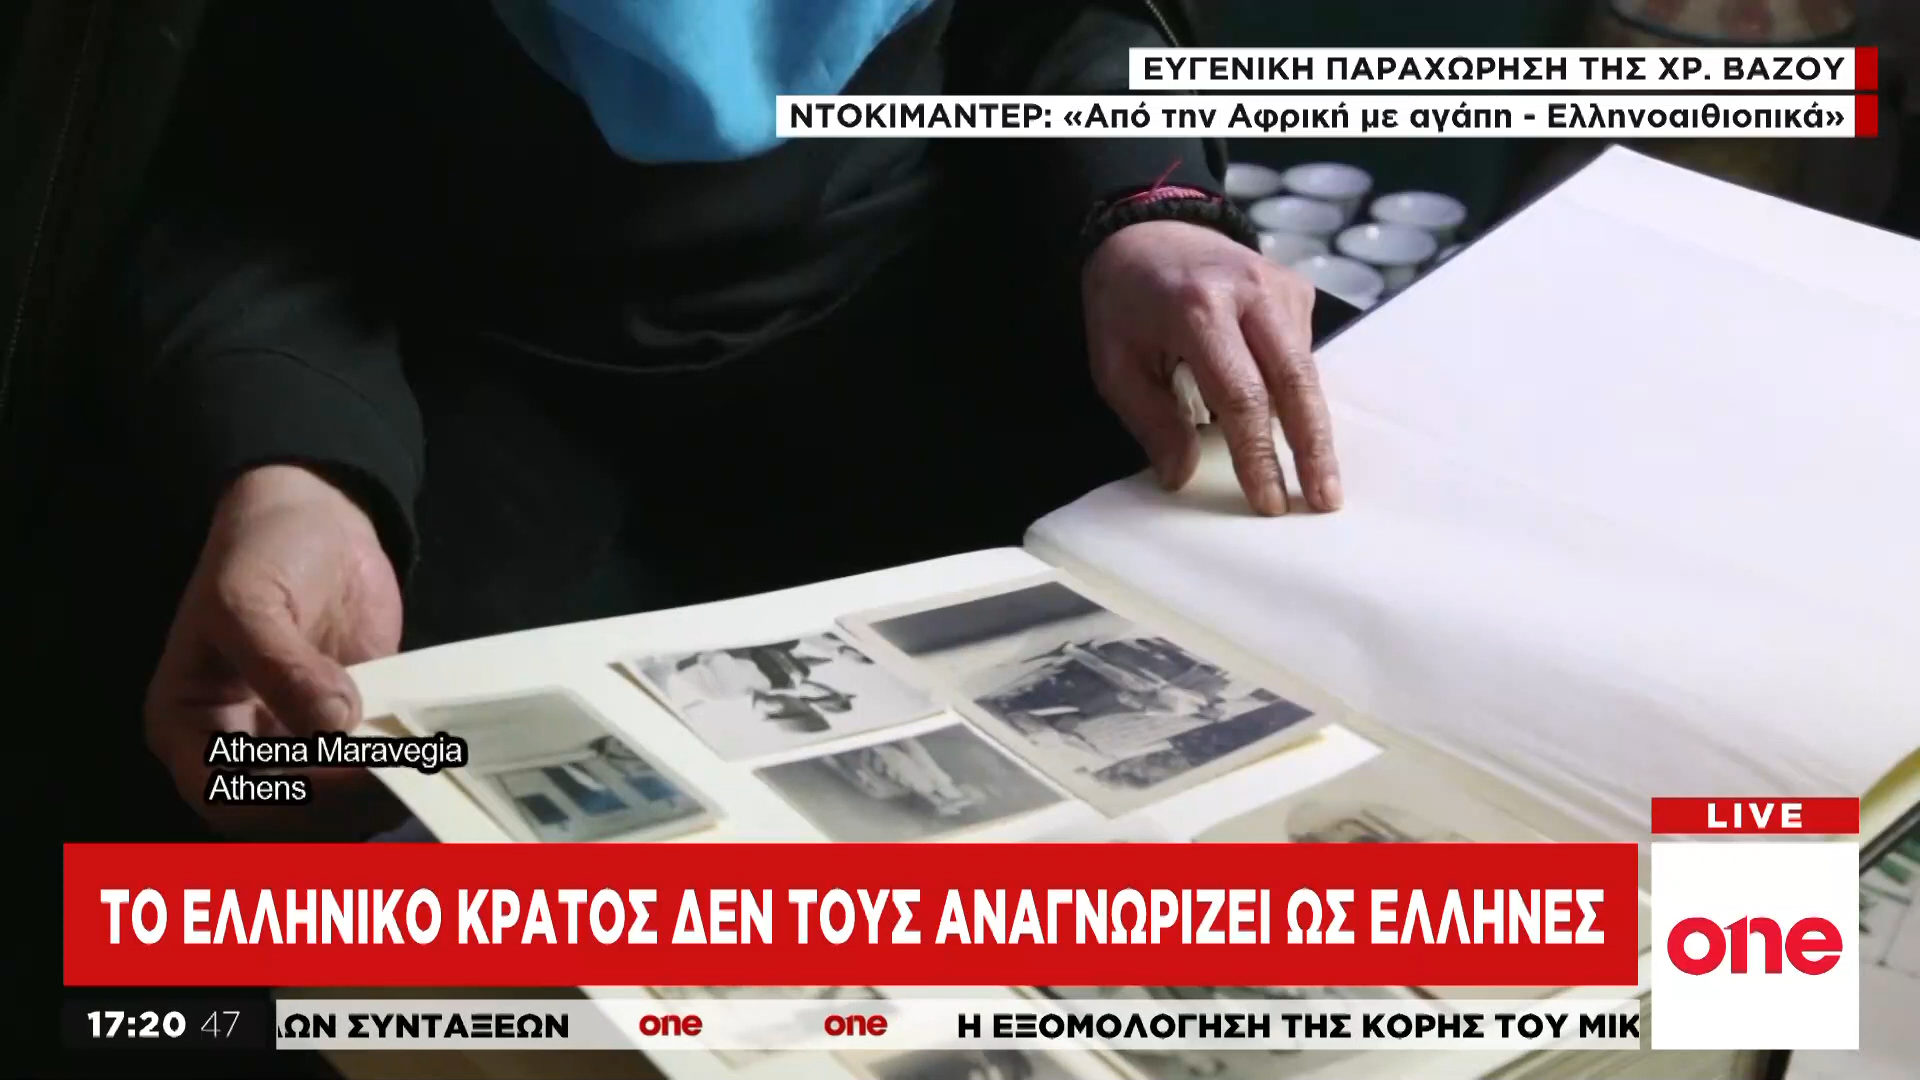 ΕΥΓΕΝΙΚΗ ΠΑΡΑΧΩΡΗΣΗ ΤΗΣ ΧΡ. ΒΑΖΟΥ
ΝΤΟΚΙΜΑΝΤΕΡ: «Από την Αφρική με αγάπη - Ελληνοαιθιοπικά»
Athena Maravegia
Athens
LIVE
ΤΟ ΕΛΛΗΝΙΚΟ ΚΡΑΤΟΣ ΔΕΝ ΤΟΥΣ ΑΝΑΓΝΩΡΙΖΕΙ ΩΣ ΕΛΛΗΝΕΣ
one
17:20 47 ΛΩΝ ΣΥΝΤΑΞΕΩΝ one one Η ΕΞΟΜΟΛΟΓΗΣΗ ΤΗΣ ΚΟΡΗΣ ΤΟΥ ΜΙΚ